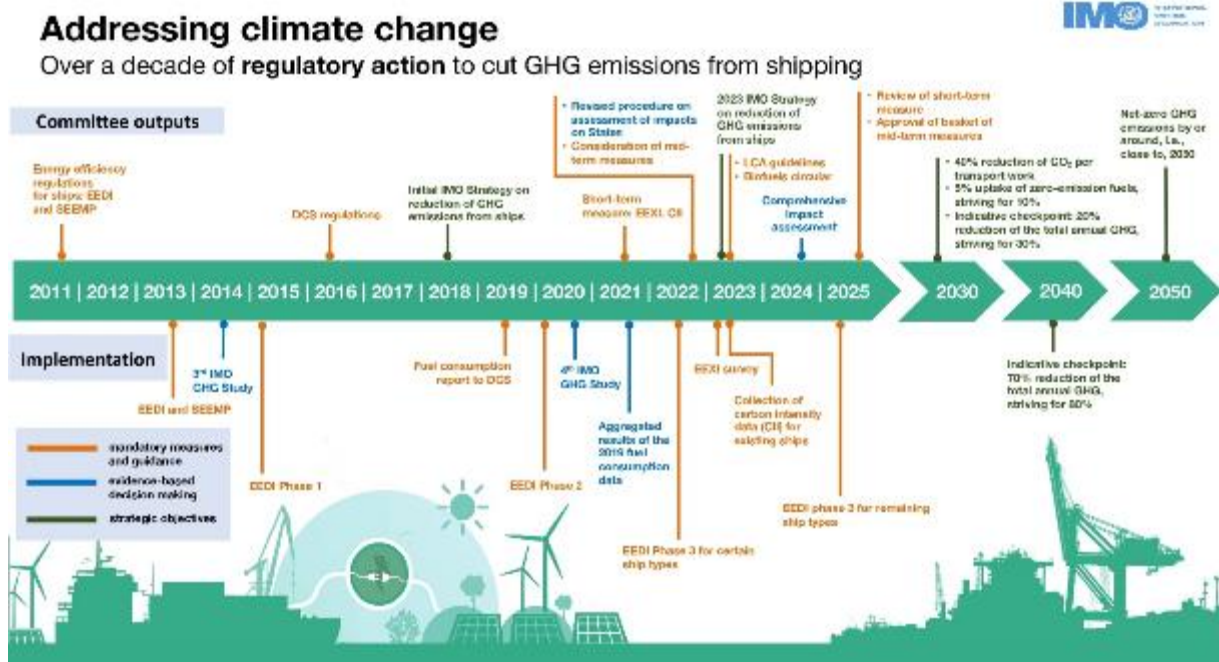 IMO
Addressing climate change
Over a decade of regulatory action to cut GHG emissions from shipping
Committee outputs
Energy efficiency
regulations
for ships: EEDI
and SEEMP
DCS regulations
Initial IMO Strategy on
reduction of GHG
emissions from ships
• Revised procedure on
assessment of impacts
on States
• Consideration of mid-
term measures
Short-term
measure: EEXI, CII
2023 IMO Strategy
on reduction of
GHG emissions
from ships
• LCA guidelines
• Biofuels circular
Comprehensive
impact
assessment
• Review of short-term
measure
• Approval of basket of
mid-term measures
• 40% reduction of CO₂ per
transport work
• 5% uptake of zero-emission fuels,
striving for 10%
• Indicative checkpoint: 20%
reduction of the total annual GHG,
striving for 30%
Net-zero GHG
emissions by or
around, i.e.,
close to, 2050
2011 | 2012 | 2013 | 2014 | 2015 | 2016 | 2017 | 2018 | 2019 | 2020 | 2021 | 2022 | 2023 | 2024 | 2025
2030
2040
2050
Implementation
EEDI and SEEMP
3rd IMO
GHG Study
EEDI Phase 1
Fuel consumption
report to DCS
EEDI Phase 2
4th IMO
GHG Study
Aggregated
results of the
2019 fuel
consumption
data
EEDI Phase 3 for certain
ship types
EEXI survey
Collection of
carbon intensity
data (CII) for
existing ships
EEDI phase 3 for remaining
ship types
Indicative checkpoint:
70% reduction of the
total annual GHG,
striving for 80%
mandatory measures
and guidance
evidence-based
decision making
strategic objectives